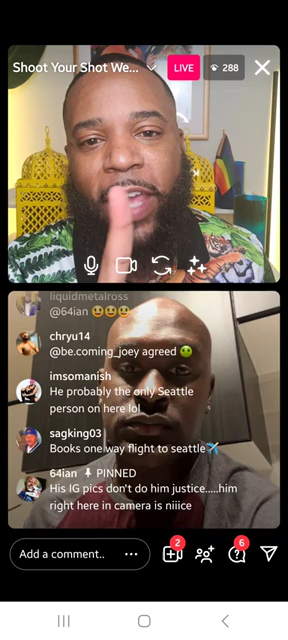 Shoot Your Shot We...
LIVE
288
liquidmetalross
@64ian 😃😃😃
chryu14
@be.coming_joey agreed 🤢
imsomanish
He probably the only Seattle
person on here lol
sagking03
Books one way flight to seattle✈️
64ian 📌 PINNED
His IG pics don't do him justice.....him
right here in camera is niiice
Add a comment..
2
6